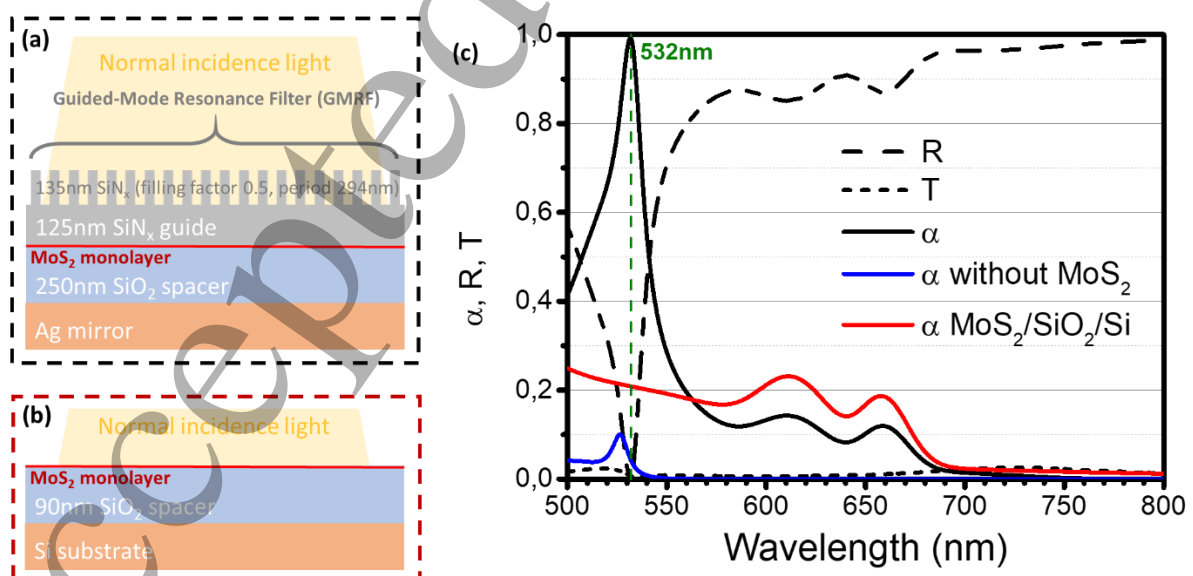 (a)
Normal incidence light
Guided-Mode Resonance Filter (GMRF)
135nm SiNx (filling factor 0.5, period 294nm)
125nm SiNx guide
MoS2 monolayer
250nm SiO2 spacer
Ag mirror
(b)
Normal incidence light
MoS2 monolayer
90nm SiO2 spacer
Si substrate
(c)
532nm
R
T
α
α without MoS2
α MoS2/SiO2/Si
α, R, T
1,0
0,8
0,6
0,4
0,2
0,0
500 550 600 650 700 750 800
Wavelength (nm)
ccepted